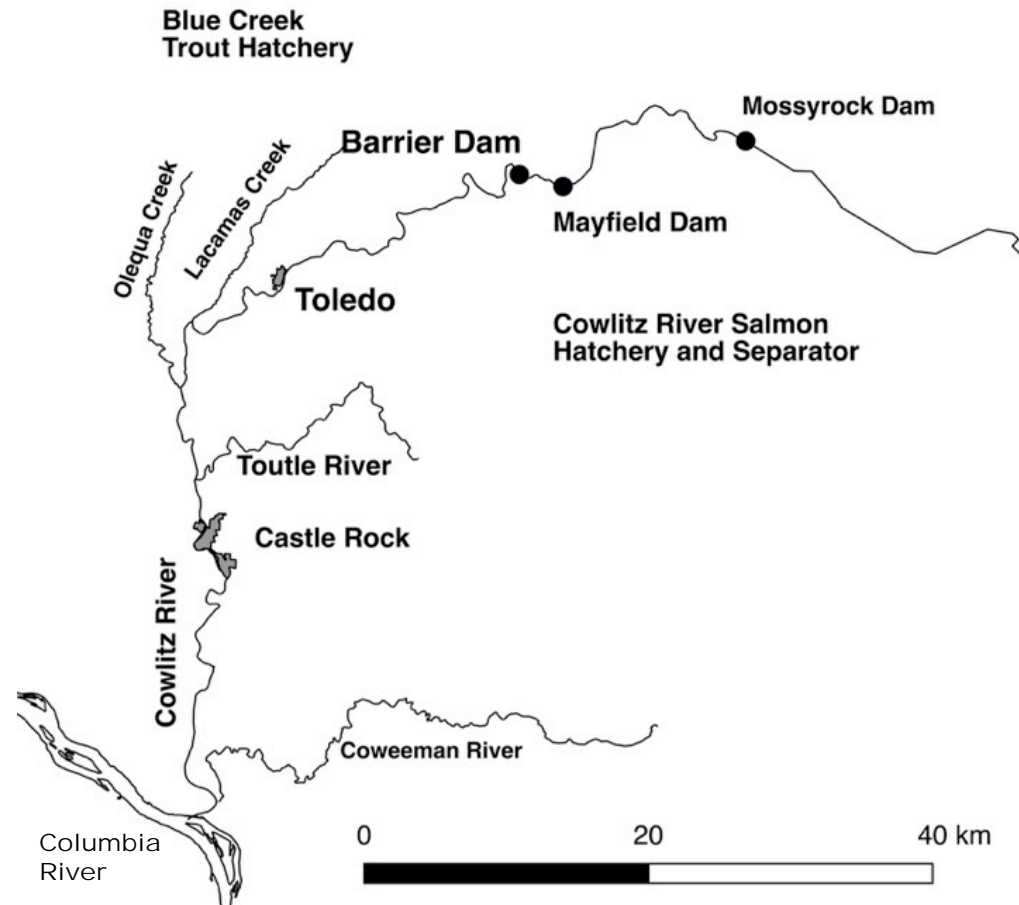 Blue Creek
Trout Hatchery
Mossyrock Dam
Barrier Dam
Olequa Creek
Lacamas Creek
Mayfield Dam
Toledo
Cowlitz River Salmon
Hatchery and Separator
Toutle River
Castle Rock
Cowlitz River
Coweeman River
Columbia
River
0 20 40 km